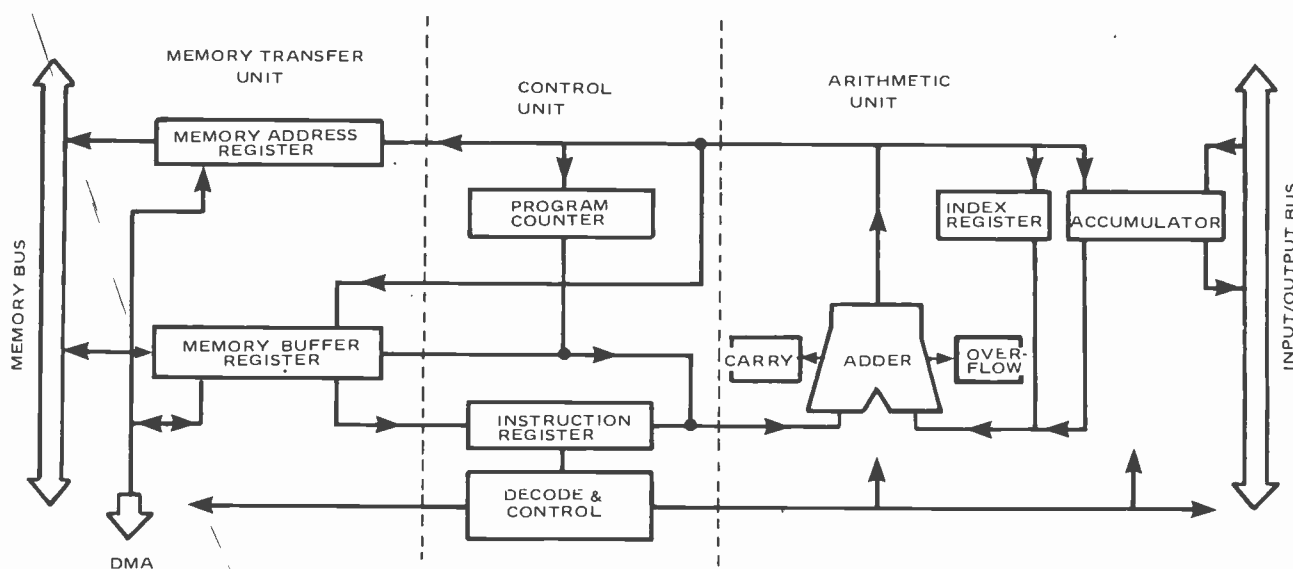 MEMORY TRANSFER
UNIT
CONTROL
UNIT
ARITHMETIC
UNIT
MEMORY BUS
MEMORY ADDRESS
REGISTER
PROGRAM
COUNTER
INDEX
REGISTER
ACCUMULATOR
INPUT/OUTPUT BUS
MEMORY BUFFER
REGISTER
CARRY
ADDER
OVER-
FLOW
INSTRUCTION
REGISTER
DECODE &
CONTROL
DMA